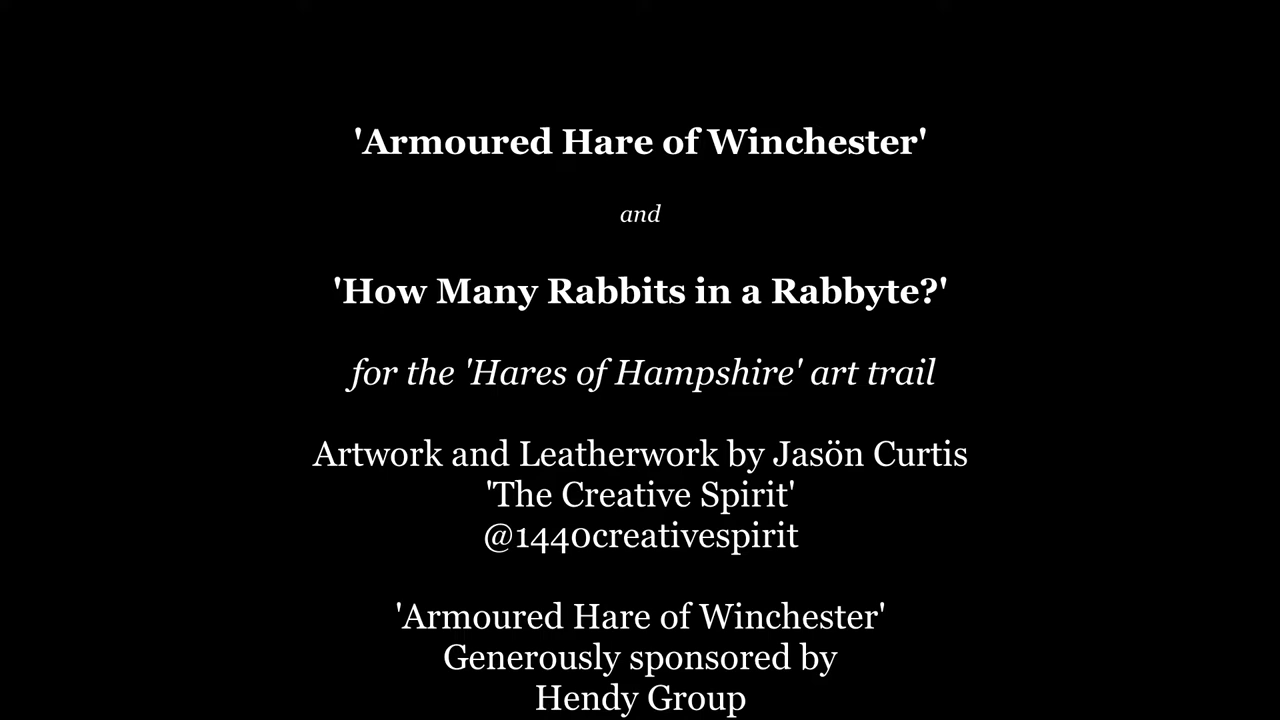 'Armoured Hare of Winchester'
and
'How Many Rabbits in a Rabbyte?'
for the 'Hares of Hampshire' art trail
Artwork and Leatherwork by Jasön Curtis
'The Creative Spirit'
@1440creativespirit
'Armoured Hare of Winchester'
Generously sponsored by
Hendy Group